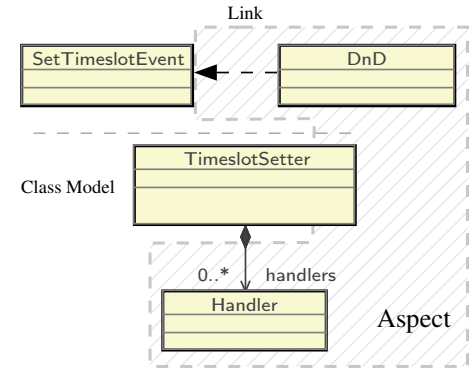 Link
SetTimeslotEvent
DnD
TimeslotSetter
Class Model
0..*
handlers
Handler
Aspect